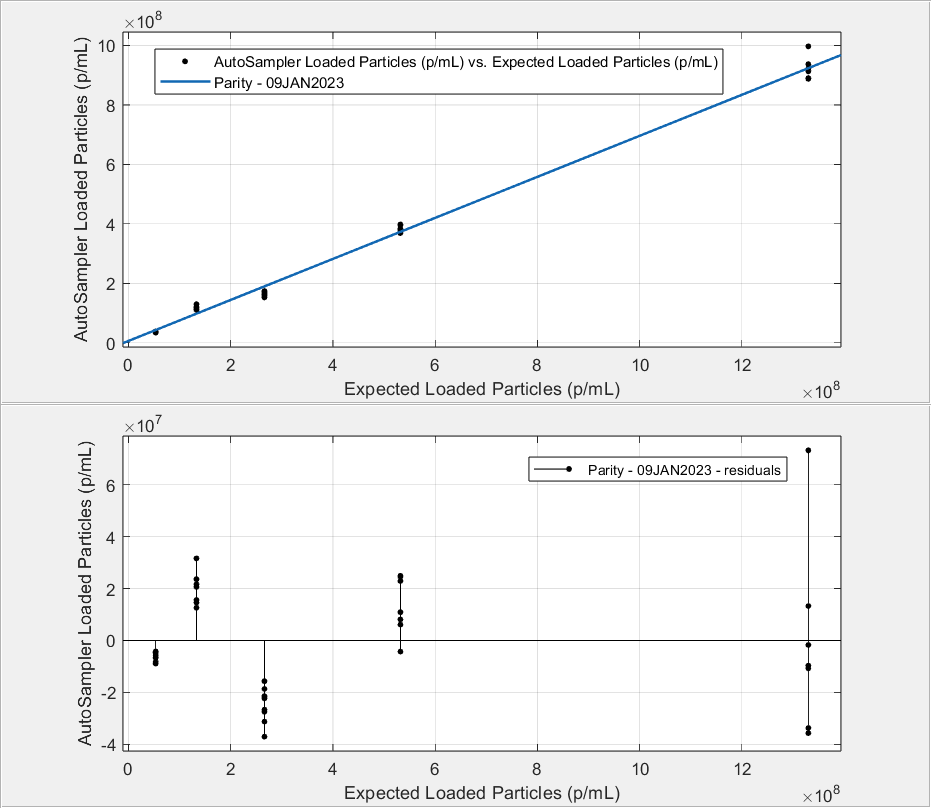 ×10^8
10
8
6
4
2
0
AutoSampler Loaded Particles (p/mL)
AutoSampler Loaded Particles (p/mL) vs. Expected Loaded Particles (p/mL)
Parity - 09JAN2023
0 2 4 6 8 10 12
Expected Loaded Particles (p/mL)
×10^8
×10^7
6
4
2
0
-2
-4
AutoSampler Loaded Particles (p/mL)
Parity - 09JAN2023 - residuals
0 2 4 6 8 10 12
Expected Loaded Particles (p/mL)
×10^8